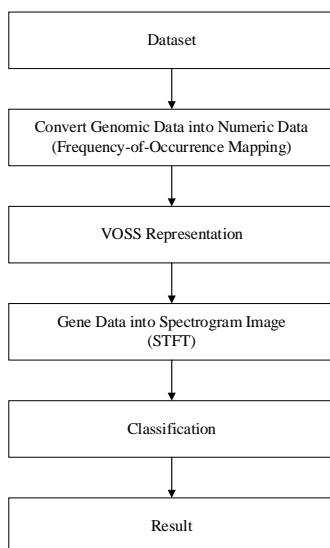 Dataset
Convert Genomic Data into Numeric Data
(Frequency-of-Occurrence Mapping)
VOSS Representation
Gene Data into Spectrogram Image
(STFT)
Classification
Result